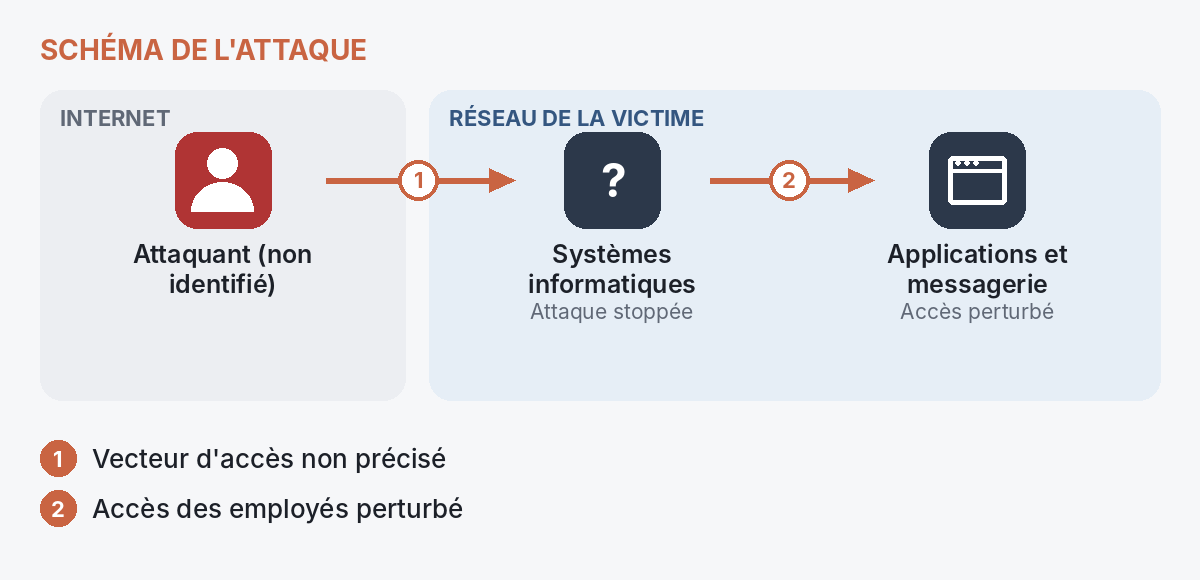 SCHÉMA DE L'ATTAQUE
INTERNET
RÉSEAU DE LA VICTIME
1
?
2
Attaquant (non
identifié)
Systèmes
informatiques
Attaque stoppée
Applications et
messagerie
Accès perturbé
1 Vecteur d'accès non précisé
2 Accès des employés perturbé